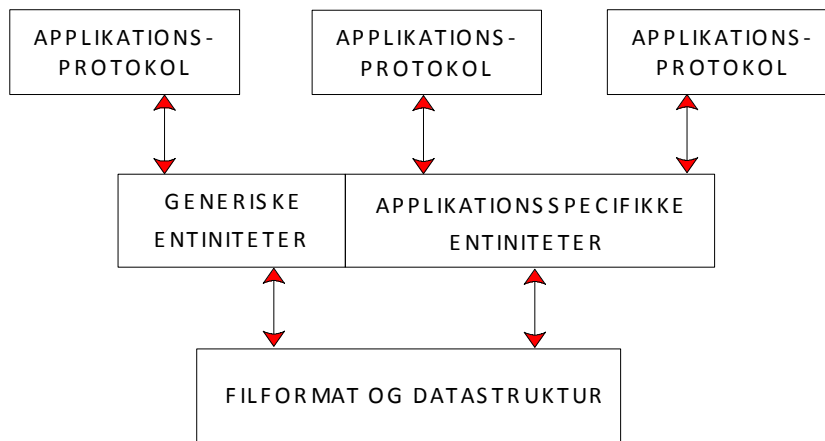 APPLIKATIONS-
PROTOKOL
APPLIKATIONS-
PROTOKOL
APPLIKATIONS-
PROTOKOL
GENERISKE
ENTINITETER
APPLIKATIONSSPECIFIKKE
ENTINITETER
FILFORMAT OG DATASTRUKTUR